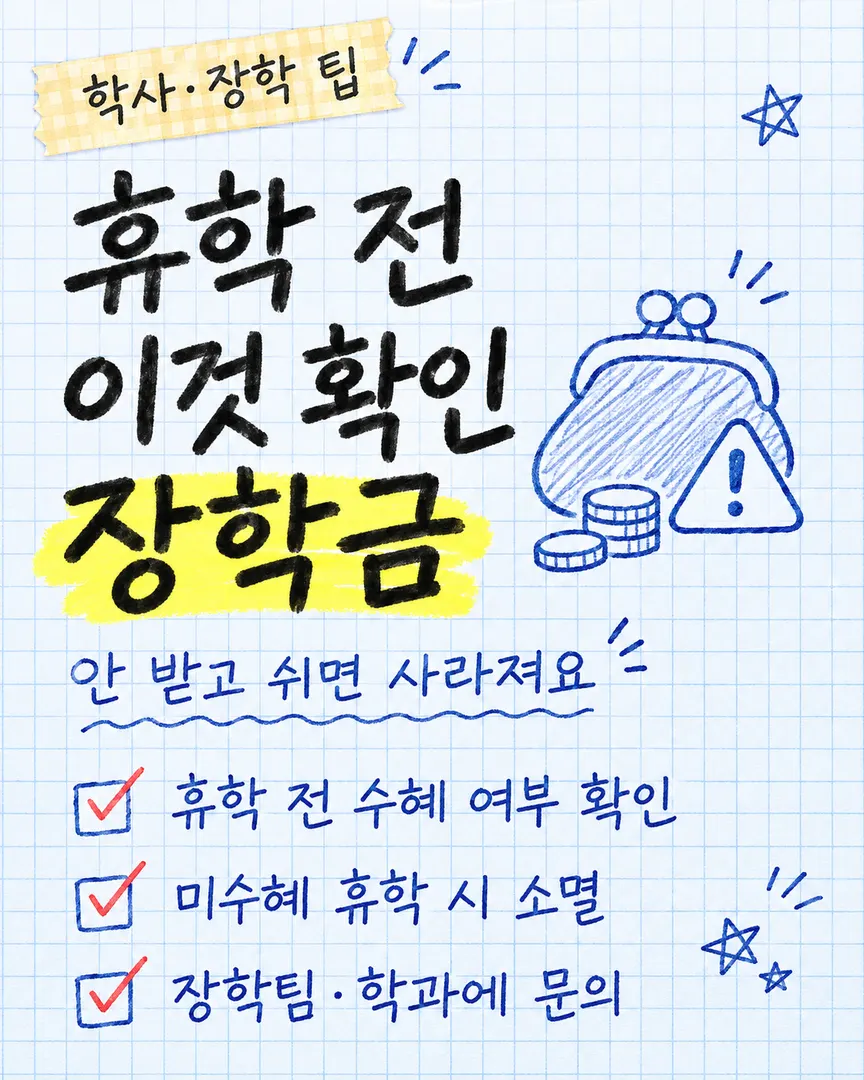 학사·장학 팁
휴학 전
이것 확인
장학금
안 받고 쉬면 사라져요
휴학 전 수혜 여부 확인
미수혜 휴학 시 소멸
장학팀·학과에 문의